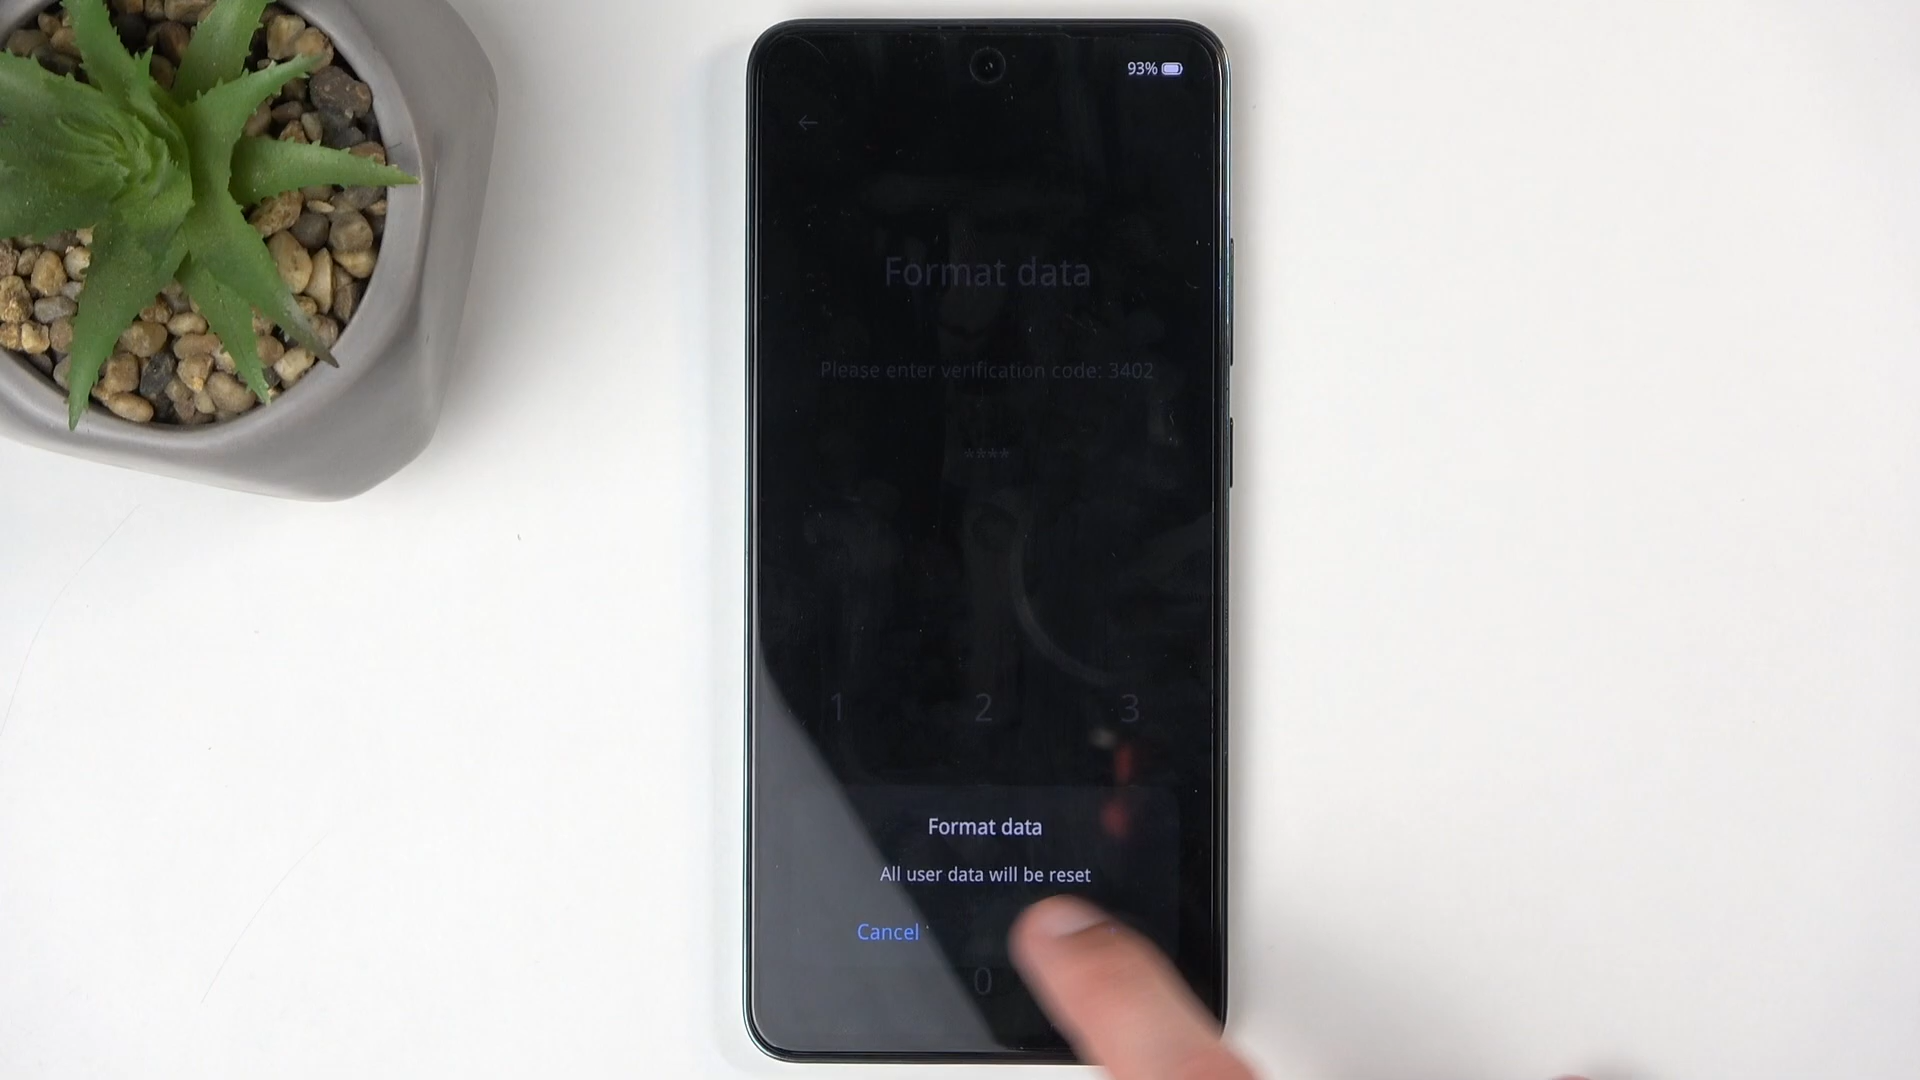 93%
Format data
Please enter verification code: 3402
****
1 2 3
Format data
All user data will be reset
Cancel
0